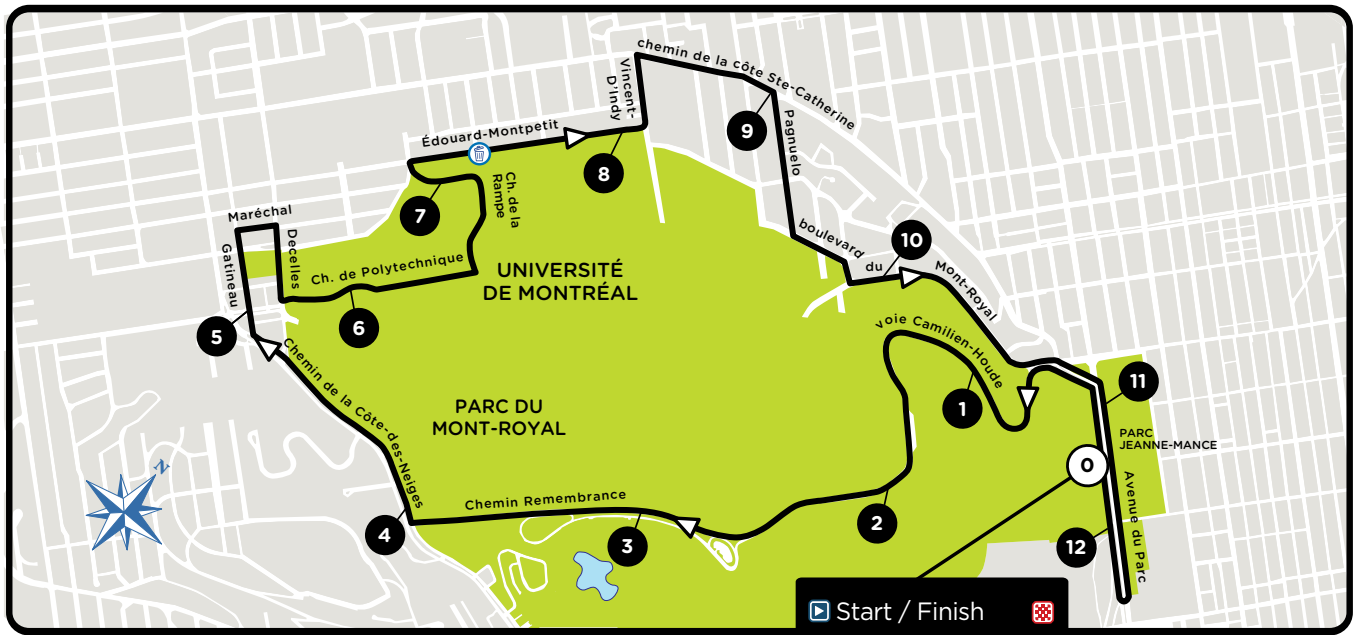 chemin de la côte Ste-Catherine
Vincent-
D'Indy
Édouard-Montpetit
9
Pagnuelo
8
Ch. de la
Rampe
7
Maréchal
Gatineau
Decelles
Ch. de Polytechnique
UNIVERSITÉ
DE MONTRÉAL
boulevard du Mont-Royal
10
6
5
voie Camilien-Houde
Chemin de la Côte-des-Neiges
1
11
PARC DU
MONT-ROYAL
PARC
JEANNE-MANCE
0
N
Avenue du Parc
Chemin Remembrance
4
3
2
12
Start / Finish